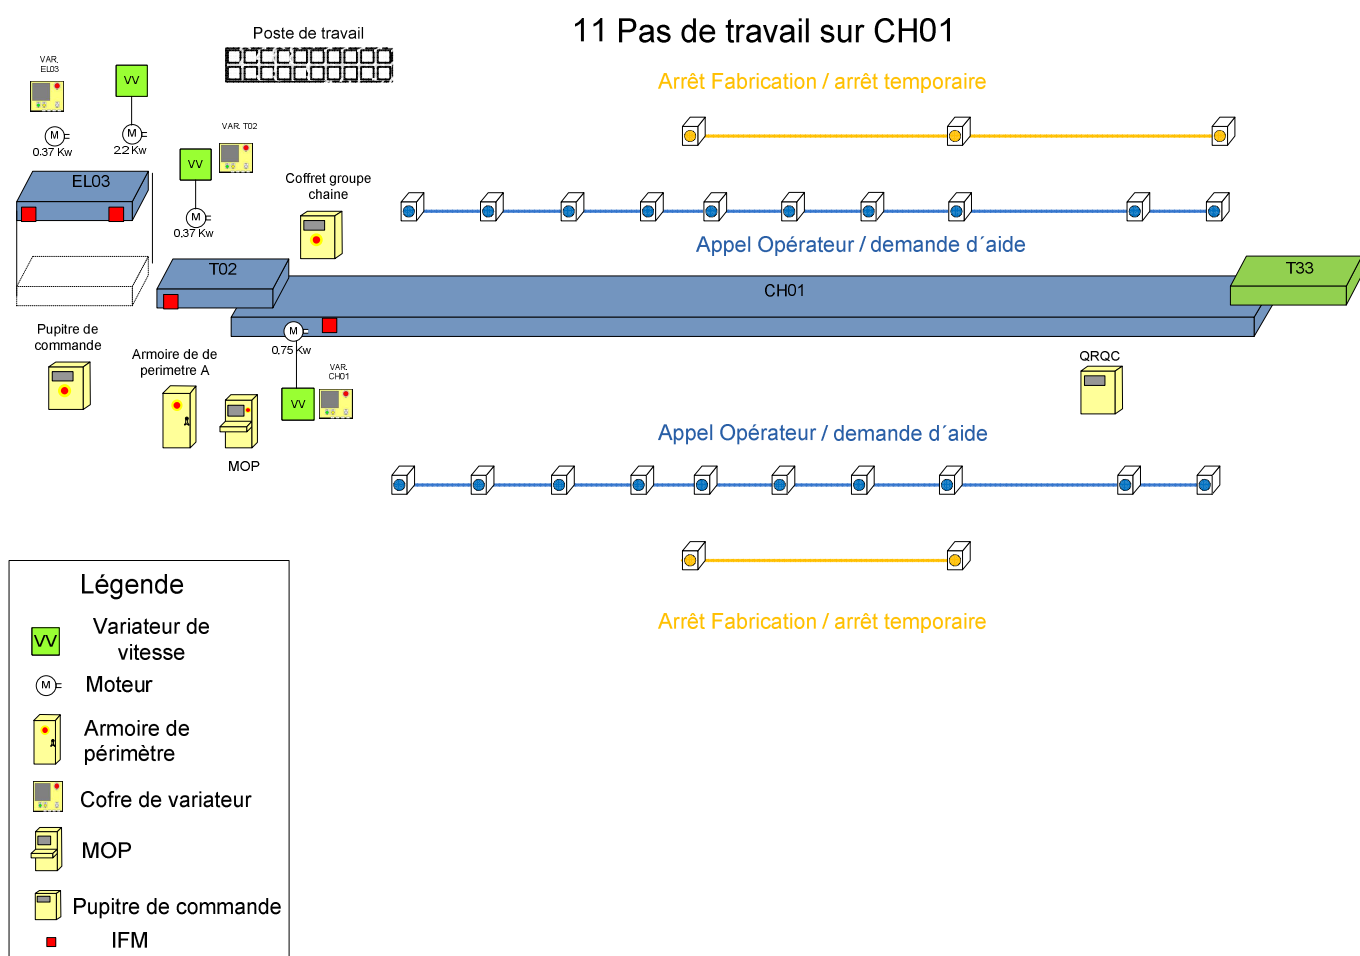 11 Pas de travail sur CH01
Poste de travail
Arrêt Fabrication / arrêt temporaire
VAR.
EL03
VV
M
0.37 Kw
M
2.2 Kw
VAR. T02
VV
M
0,37 Kw
EL03
Coffret groupe
chaine
Appel Opérateur / demande d´aide
T02
CH01
T33
Pupitre de
commande
Armoire de de
perimetre A
M
0,75 Kw
VAR.
CH01
VV
MOP
QRQC
Appel Opérateur / demande d´aide
Arrêt Fabrication / arrêt temporaire
Légende
VV
Variateur de
vitesse
M
Moteur
Armoire de
périmètre
Cofre de variateur
MOP
Pupitre de commande
IFM